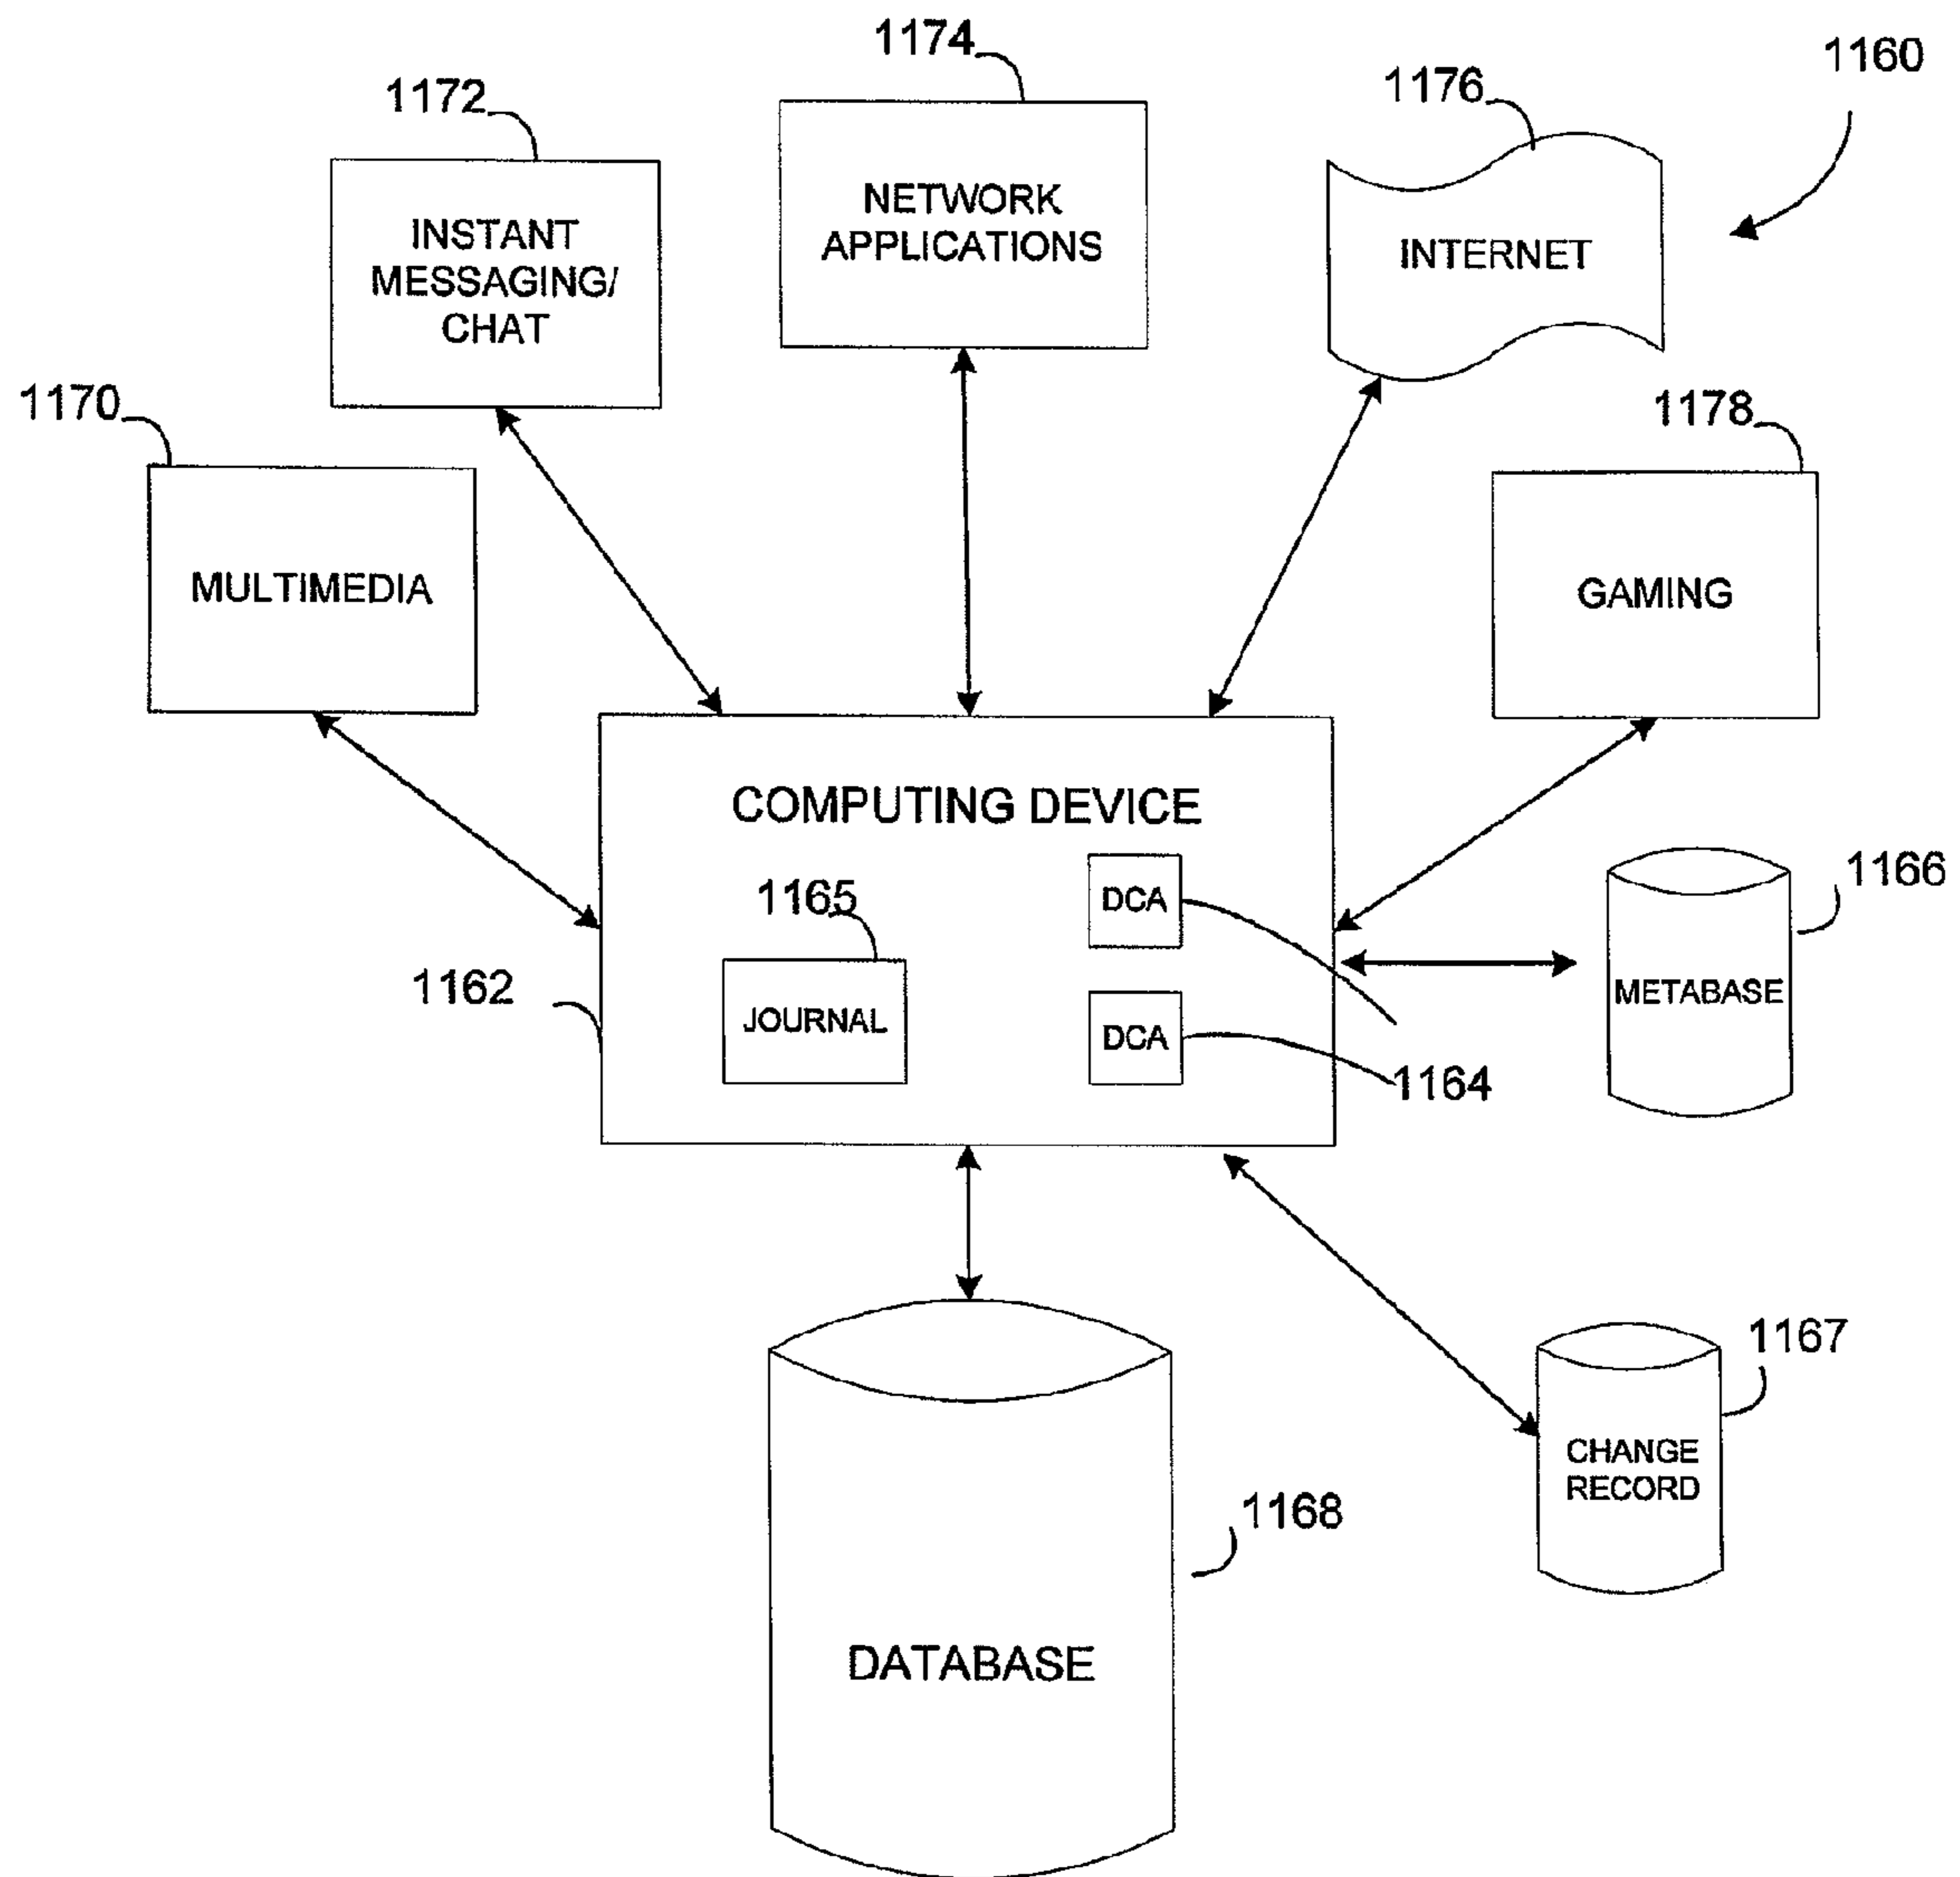 1174
1160
1172
1176
NETWORK
APPLICATIONS
INSTANT
MESSAGING/
CHAT
INTERNET
1170
1178
MULTIMEDIA
GAMING
COMPUTING DEVICE
1166
1165
DCA
1162
JOURNAL
METABASE
DCA
1164
1167
CHANGE
RECORD
1168
DATABASE